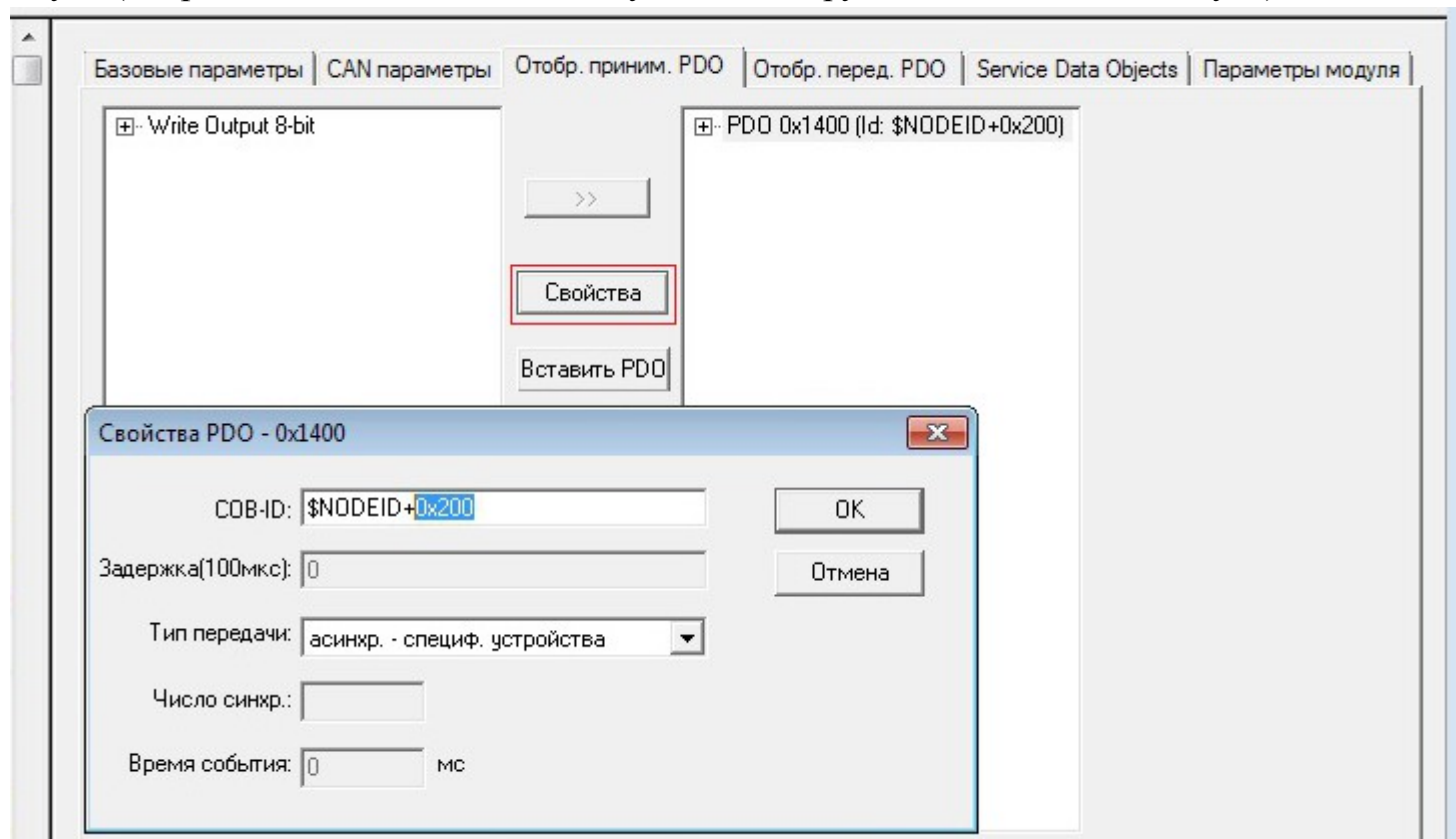 Базовые параметры CAN параметры Отобр. приним. PDO Отобр. перед. PDO Service Data Objects Параметры модуля
Write Output 8-bit
PDO 0x1400 (Id: $NODEID+0x200)
>>
Свойства
Вставить PDO
Свойства PDO - 0x1400
COB-ID: $NODEID+0x200
OK
Задержка(100мкс): 0
Отмена
Тип передачи: асинхр. - специф. устройства
Число синхр.:
Время события: 0 мс